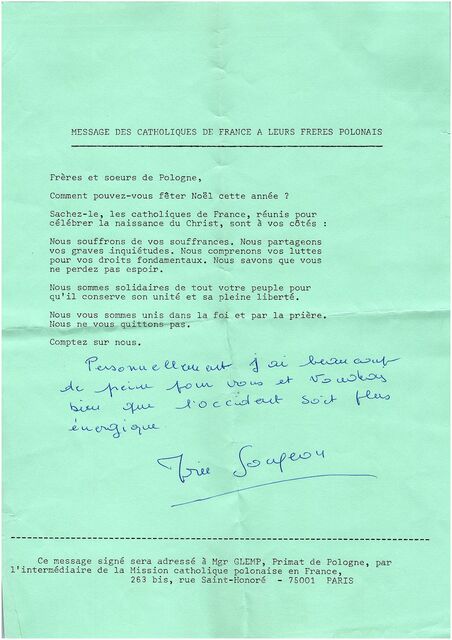 MESSAGE DES CATHOLIQUES DE FRANCE A LEURS FRERES POLONAIS
Frères et soeurs de Pologne,
Comment pouvez-vous fêter Noël cette année ?
Sachez-le, les catholiques de France, réunis pour
célébrer la naissance du Christ, sont à vos côtés :
Nous souffrons de vos souffrances. Nous partageons
vos graves inquiétudes. Nous comprenons vos luttes
pour vos droits fondamentaux. Nous savons que vous
ne perdez pas espoir.
Nous sommes solidaires de tout votre peuple pour
qu'il conserve son unité et sa pleine liberté.
Nous vous sommes unis dans la foi et par la prière.
Nous ne vous quittons pas.
Comptez sur nous.
Personnellement j'ai beaucoup
de peine pour vous et voudrais
bien que l'occident soit plus
énergique
Ce message signé sera adressé à Mgr GLEMP, Primat de Pologne, par
l'intermédiaire de la Mission catholique polonaise en France,
263 bis, rue Saint-Honoré - 75001 PARIS